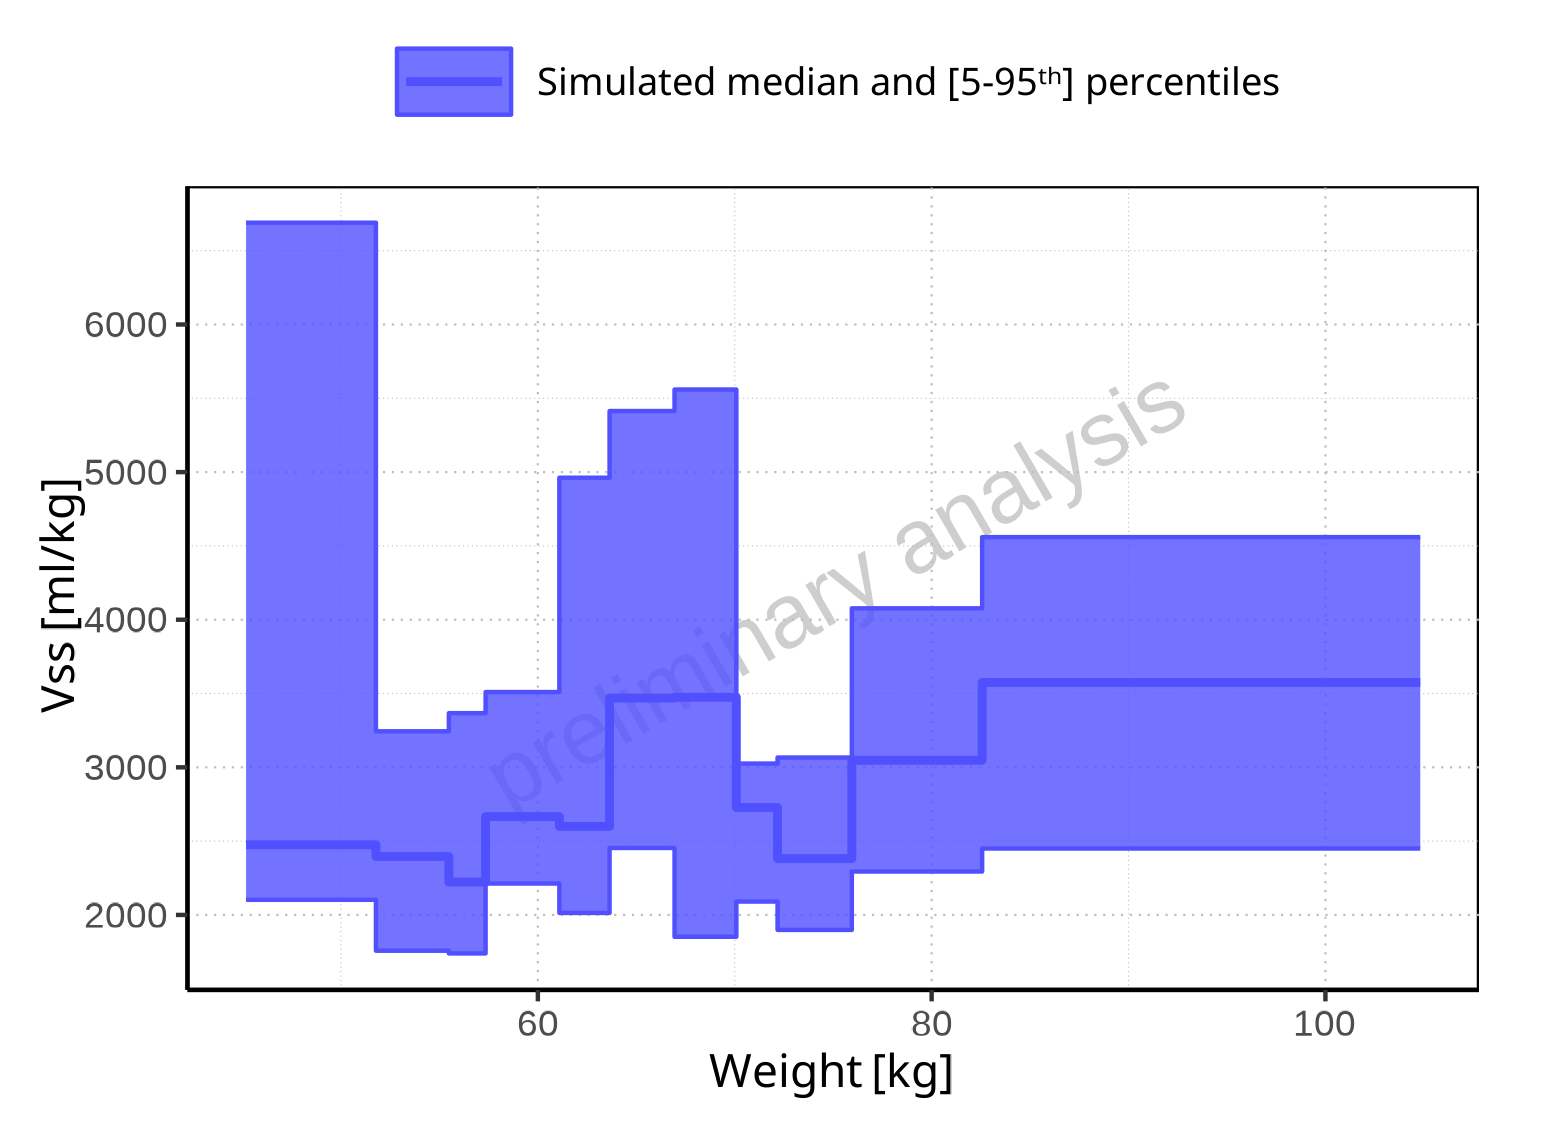 Simulated median and [5-95ᵗʰ] percentiles
6000
5000
4000
3000
2000
Vss [ml/kg]
preliminary analysis
60 80 100
Weight [kg]